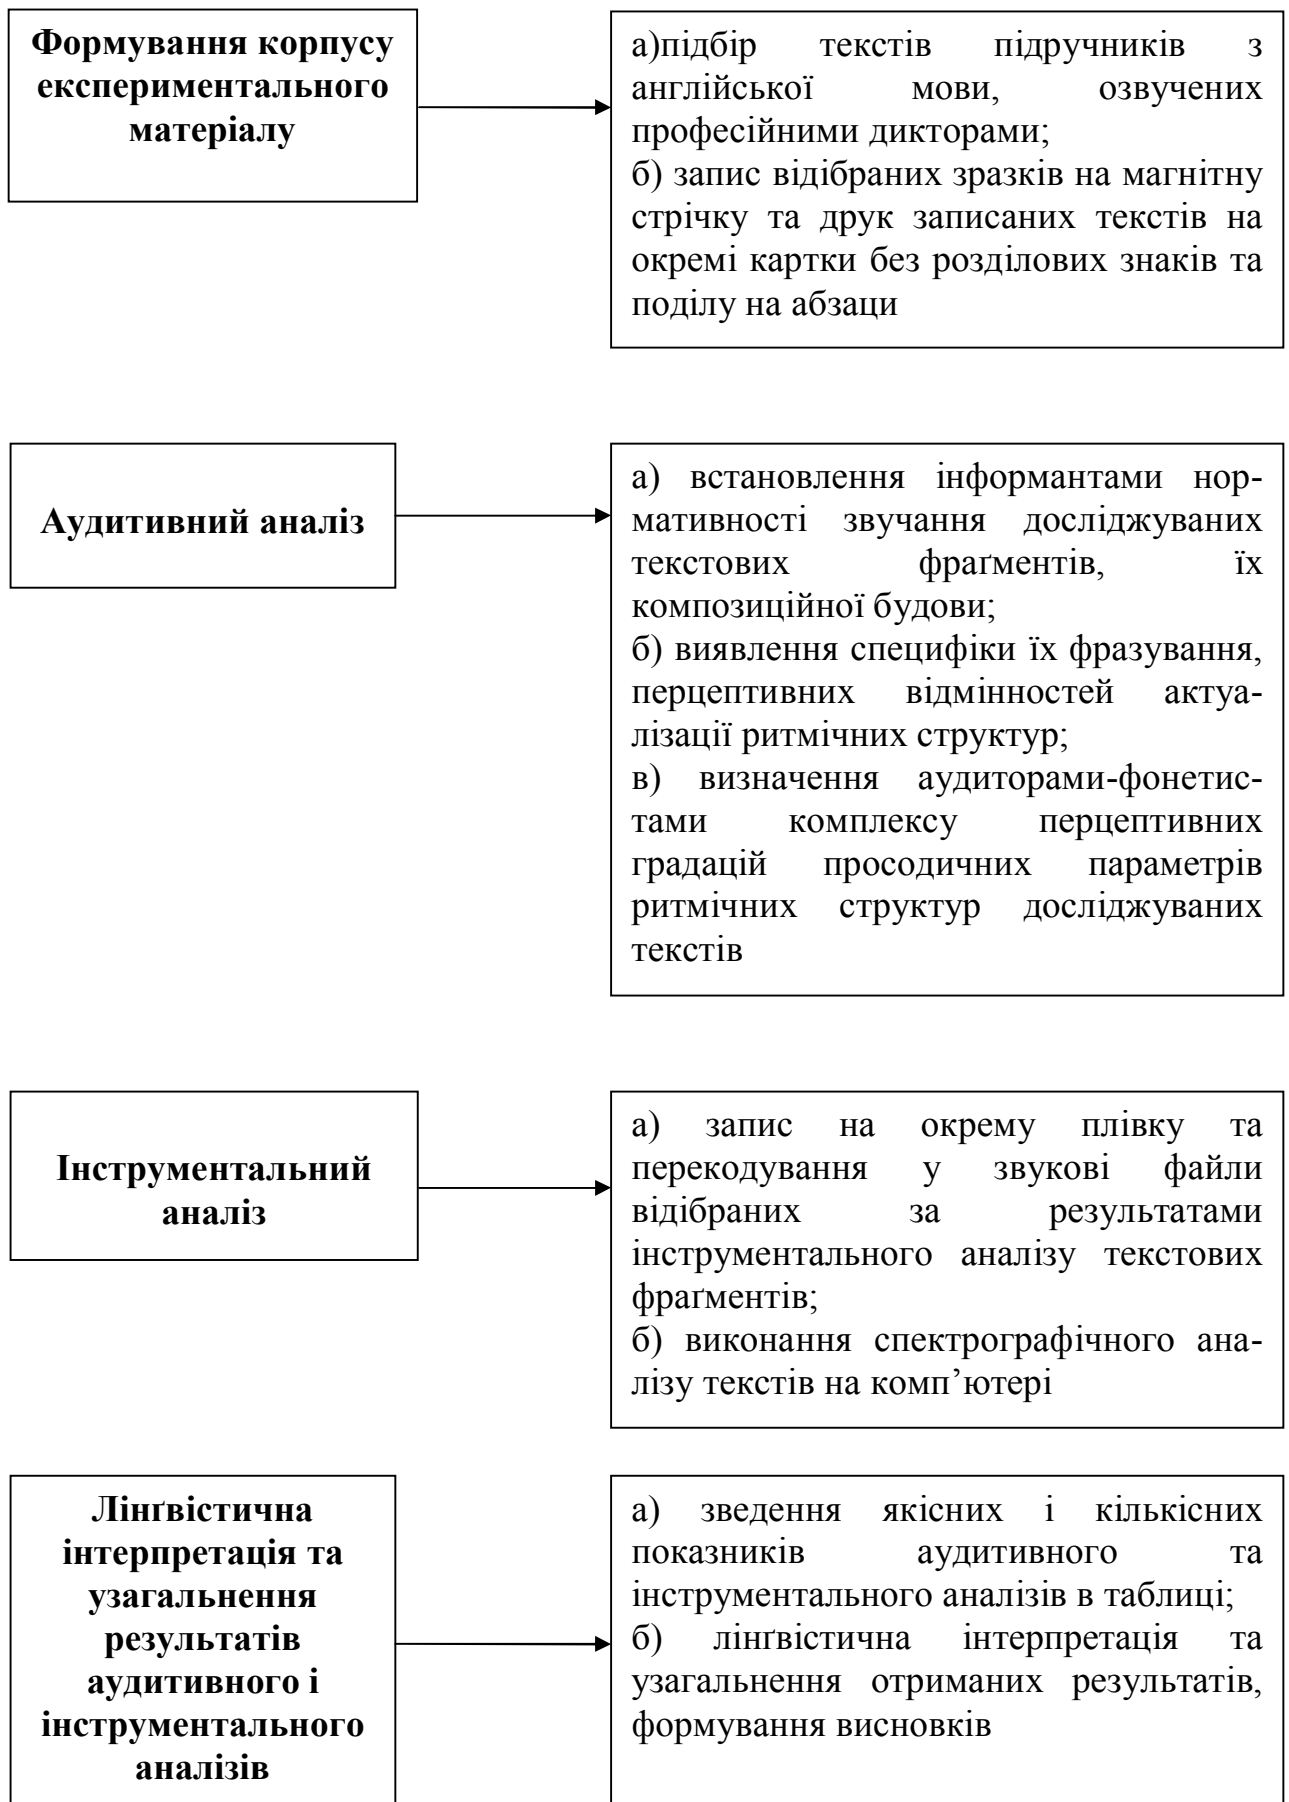 Формування корпусу
експериментального
матеріалу
а)підбір текстів підручників з
англійської мови, озвучених
професійними дикторами;
б) запис відібраних зразків на магнітну
стрічку та друк записаних текстів на
окремі картки без розділових знаків та
поділу на абзаци
Аудитивний аналіз
а) встановлення інформантами нор-
мативності звучання досліджуваних
текстових фраґментів, їх
композиційної будови;
б) виявлення специфіки їх фразування,
перцептивних відмінностей актуа-
лізації ритмічних структур;
в) визначення аудиторами-фонетис-
тами комплексу перцептивних
градацій просодичних параметрів
ритмічних структур досліджуваних
текстів
Інструментальний
аналіз
а) запис на окрему плівку та
перекодування у звукові файли
відібраних за результатами
інструментального аналізу текстових
фраґментів;
б) виконання спектрографічного ана-
лізу текстів на комп’ютері
Лінґвістична
інтерпретація та
узагальнення
результатів
аудитивного і
інструментального
аналізів
а) зведення якісних і кількісних
показників аудитивного та
інструментального аналізів в таблиці;
б) лінґвістична інтерпретація та
узагальнення отриманих результатів,
формування висновків